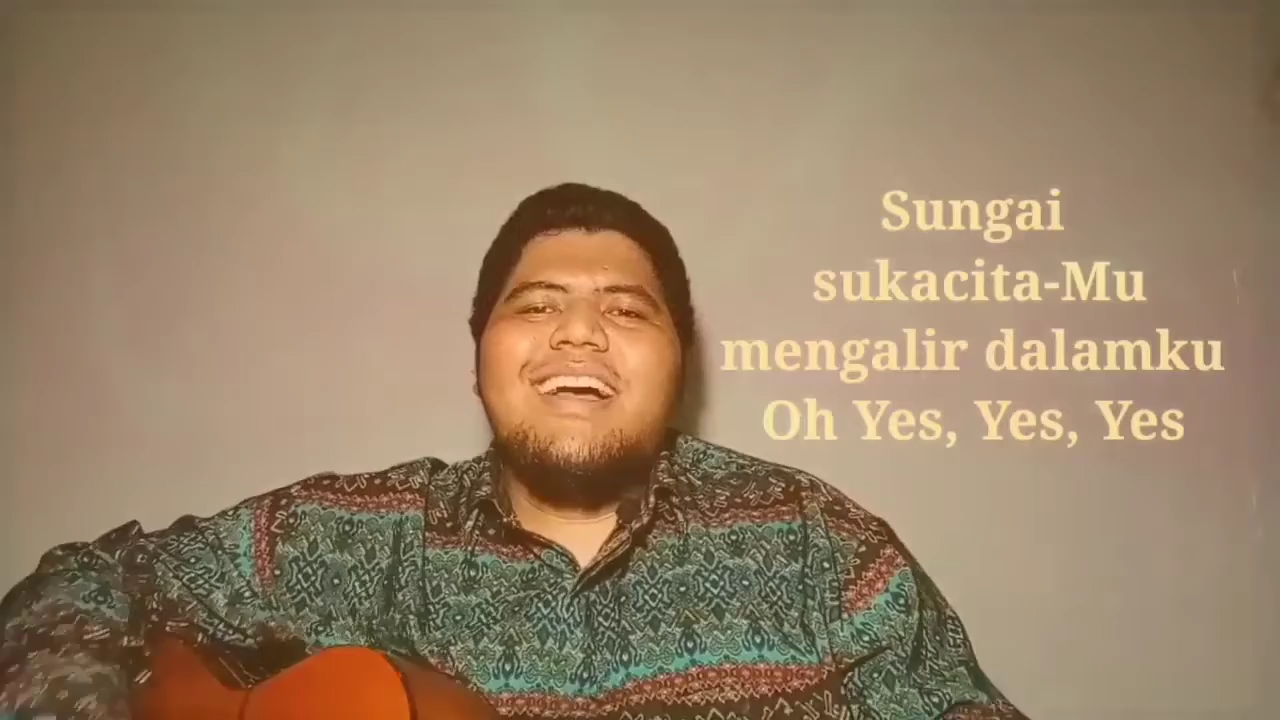 Sungai
sukacita-Mu
mengalir dalamku
Oh Yes, Yes, Yes